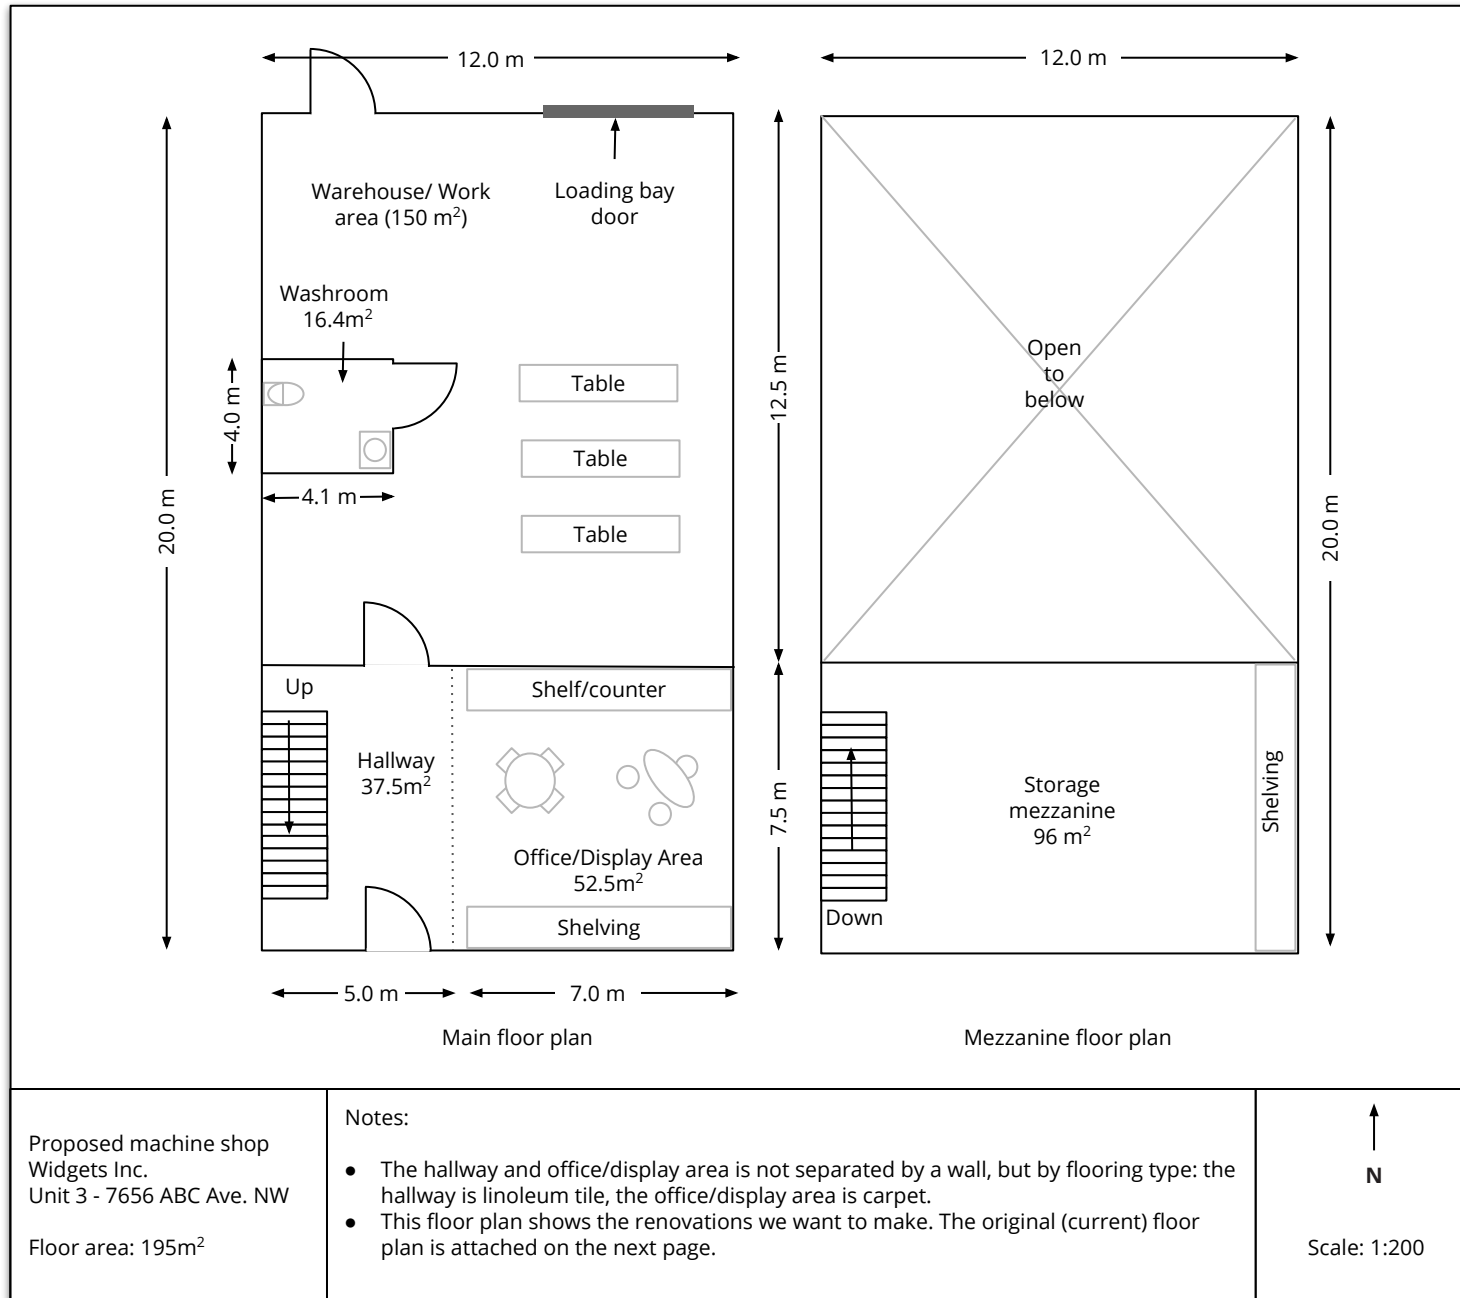 12.0 m
12.0 m
Warehouse/ Work
area (150 m²)
Loading bay
door
Washroom
16.4m²
4.0 m
4.1 m
20.0 m
Table
Table
Table
12.5 m
Open
to
below
20.0 m
Up
Shelf/counter
Hallway
37.5m²
Office/Display Area
52.5m²
Shelving
7.5 m
Storage
mezzanine
96 m²
Shelving
Down
5.0 m
7.0 m
Main floor plan
Mezzanine floor plan
Proposed machine shop
Widgets Inc.
Unit 3 - 7656 ABC Ave. NW
Floor area: 195m²
Notes:
● The hallway and office/display area is not separated by a wall, but by flooring type: the
hallway is linoleum tile, the office/display area is carpet.
● This floor plan shows the renovations we want to make. The original (current) floor
plan is attached on the next page.
N
Scale: 1:200